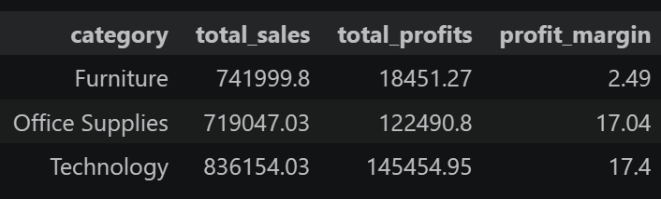 category total_sales total_profits profit_margin
Furniture 741999.8 18451.27 2.49
Office Supplies 719047.03 122490.8 17.04
Technology 836154.03 145454.95 17.4